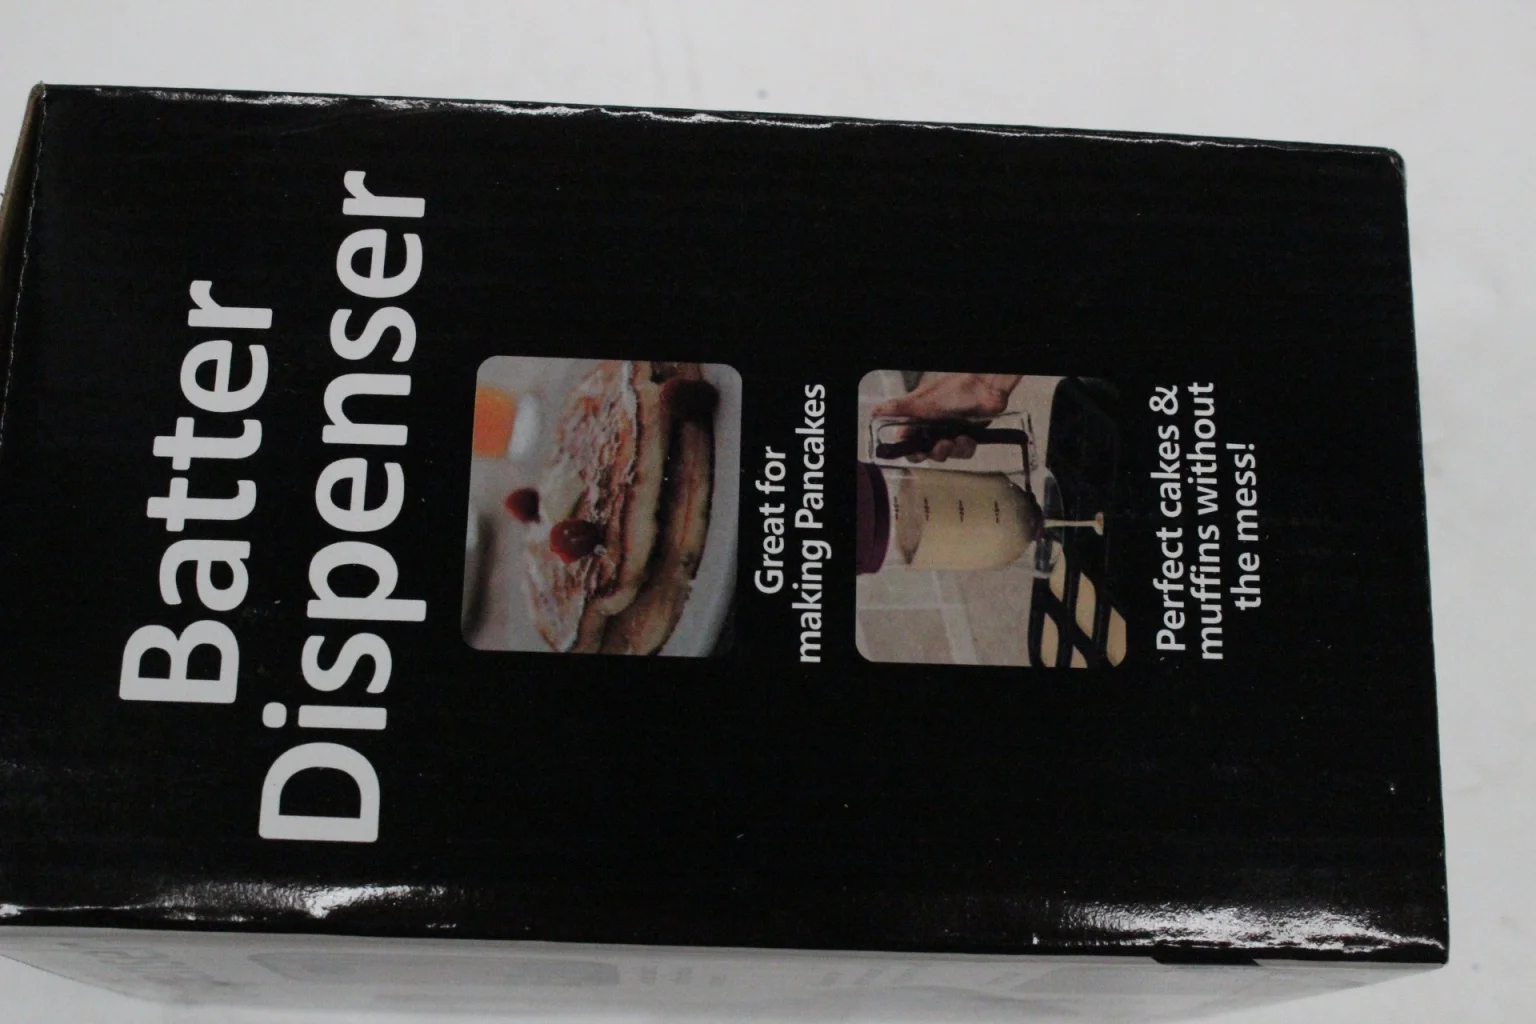 Batter
Dispenser
Great for
making Pancakes
Perfect cakes &
muffins without
the mess!